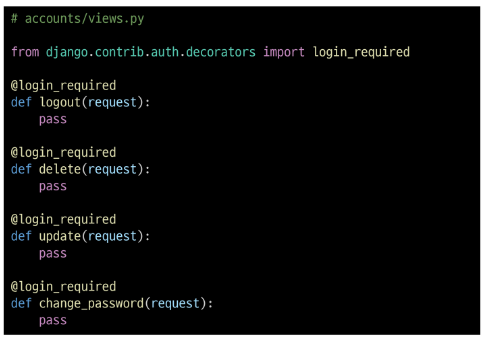 # accounts/views.py
from django.contrib.auth.decorators import login_required
@login_required
def logout(request):
    pass
@login_required
def delete(request):
    pass
@login_required
def update(request):
    pass
@login_required
def change_password(request):
    pass